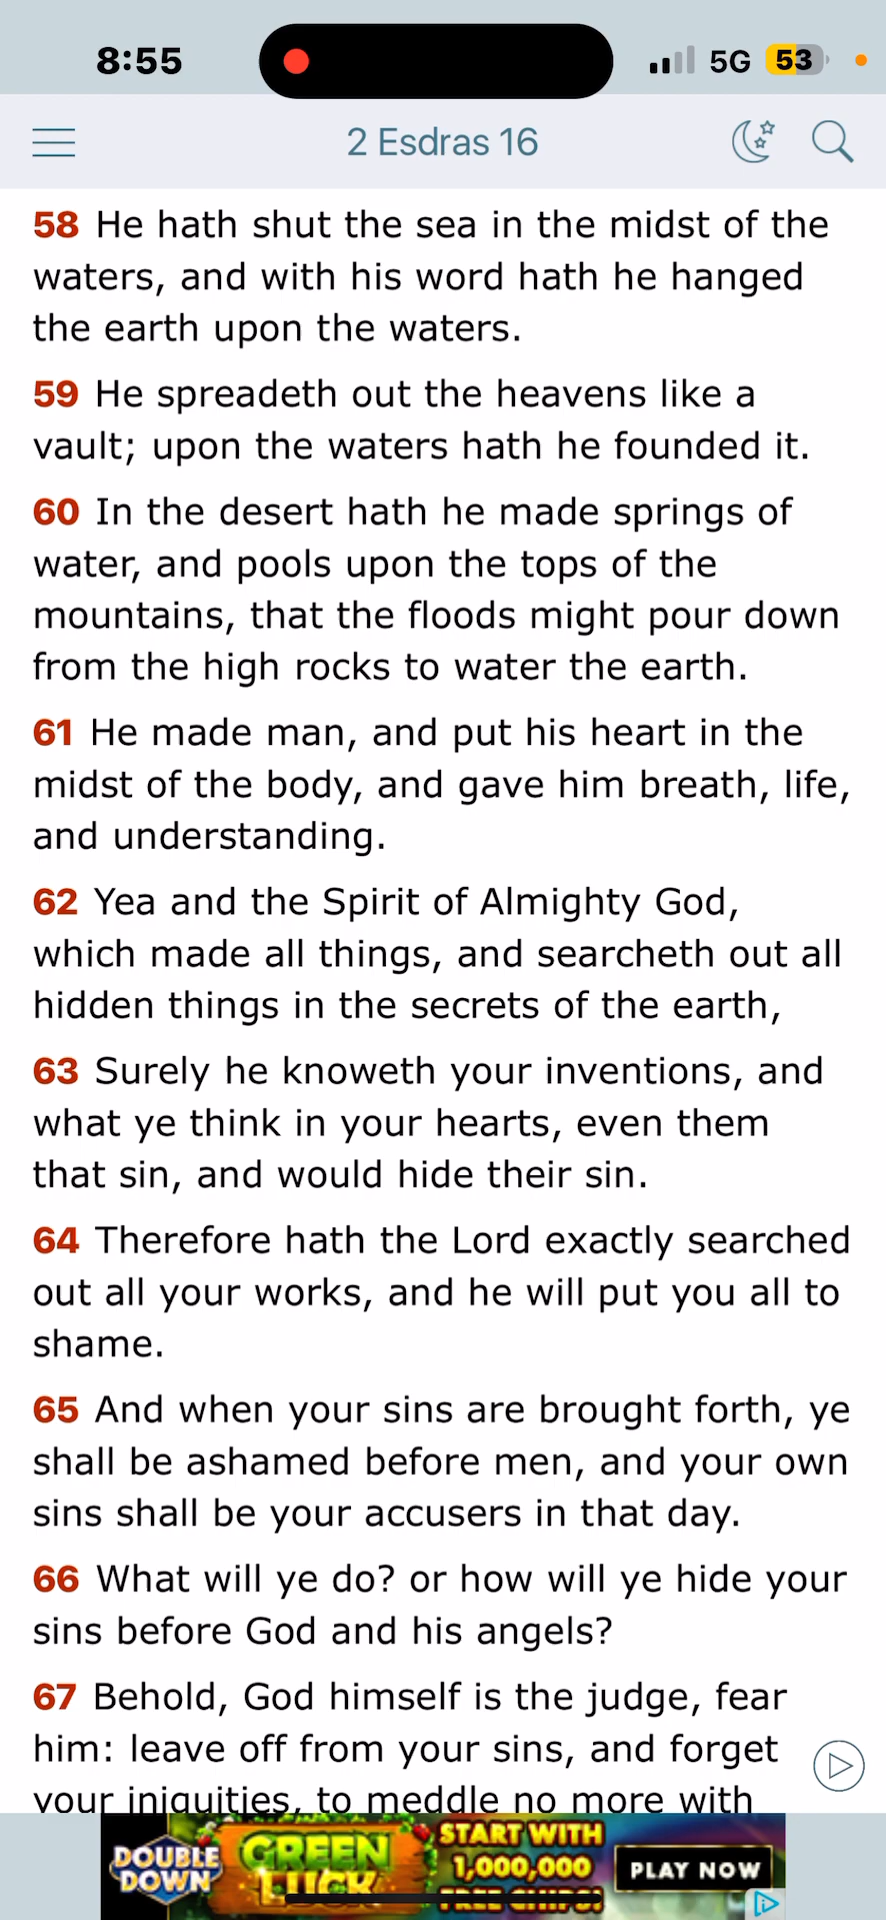 8:55
5G
53
2 Esdras 16
58 He hath shut the sea in the midst of the
waters, and with his word hath he hanged
the earth upon the waters.
59 He spreadeth out the heavens like a
vault; upon the waters hath he founded it.
60 In the desert hath he made springs of
water, and pools upon the tops of the
mountains, that the floods might pour down
from the high rocks to water the earth.
61 He made man, and put his heart in the
midst of the body, and gave him breath, life,
and understanding.
62 Yea and the Spirit of Almighty God,
which made all things, and searcheth out all
hidden things in the secrets of the earth,
63 Surely he knoweth your inventions, and
what ye think in your hearts, even them
that sin, and would hide their sin.
64 Therefore hath the Lord exactly searched
out all your works, and he will put you all to
shame.
65 And when your sins are brought forth, ye
shall be ashamed before men, and your own
sins shall be your accusers in that day.
66 What will ye do? or how will ye hide your
sins before God and his angels?
67 Behold, God himself is the judge, fear
him: leave off from your sins, and forget
your iniquities, to meddle no more with
DOUBLE
DOWN
GREEN
LUCK
START WITH
1,000,000
FREE CHIPS!
PLAY NOW